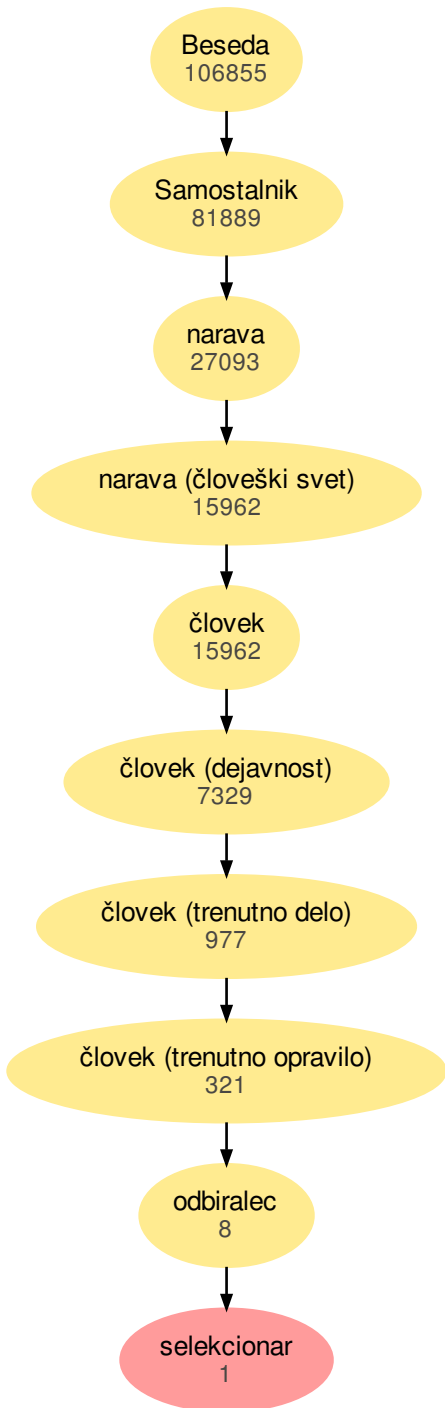 Beseda
106855
Samostalnik
81889
narava
27093
narava (človeški svet)
15962
človek
15962
človek (dejavnost)
7329
človek (trenutno delo)
977
človek (trenutno opravilo)
321
odbiralec
8
selekcionar
1